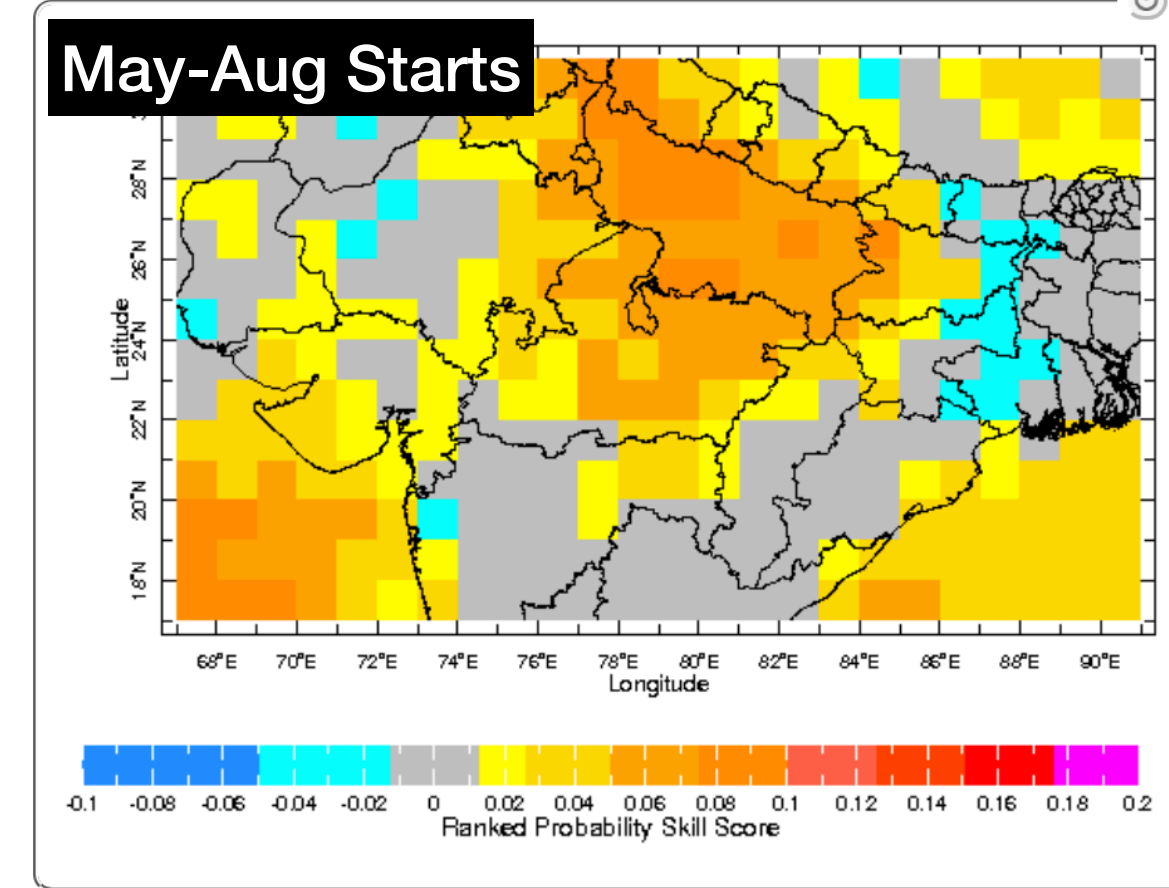 May-Aug Starts
28°N
26°N
24°N
22°N
20°N
18°N
Latitude
68°E 70°E 72°E 74°E 76°E 78°E 80°E 82°E 84°E 86°E 88°E 90°E
Longitude
-0.1 -0.08 -0.06 -0.04 -0.02 0 0.02 0.04 0.06 0.08 0.1 0.12 0.14 0.16 0.18 0.2
Ranked Probability Skill Score